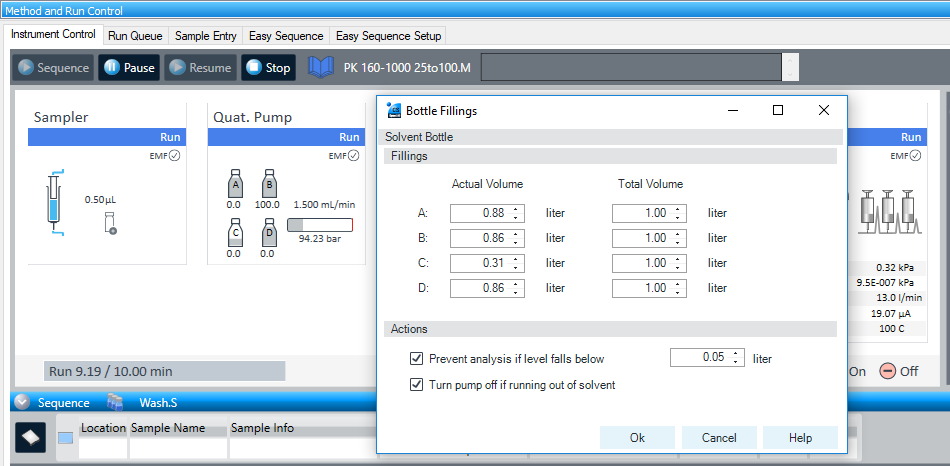 Method and Run Control
Instrument Control Run Queue Sample Entry Easy Sequence Easy Sequence Setup
Sequence Pause Resume Stop PK 160-1000 25to100.M
Bottle Fillings
Solvent Bottle
Fillings
Actual Volume Total Volume
A: 0.88 liter 1.00 liter
B: 0.86 liter 1.00 liter
C: 0.31 liter 1.00 liter
D: 0.86 liter 1.00 liter
Actions
Prevent analysis if level falls below 0.05 liter
Turn pump off if running out of solvent
Ok Cancel Help
Sampler
Run
EMF
0.50 µL
Quat. Pump
Run
EMF
A B
0.0 100.0 1.500 mL/min
C D
94.23 bar
0.0 0.0
Run
EMF
0.32 kPa
9.5E-007 kPa
13.0 l/min
19.07 µA
100 C
Run 9.19 / 10.00 min
On Off
Sequence Wash.S
Location Sample Name Sample Info